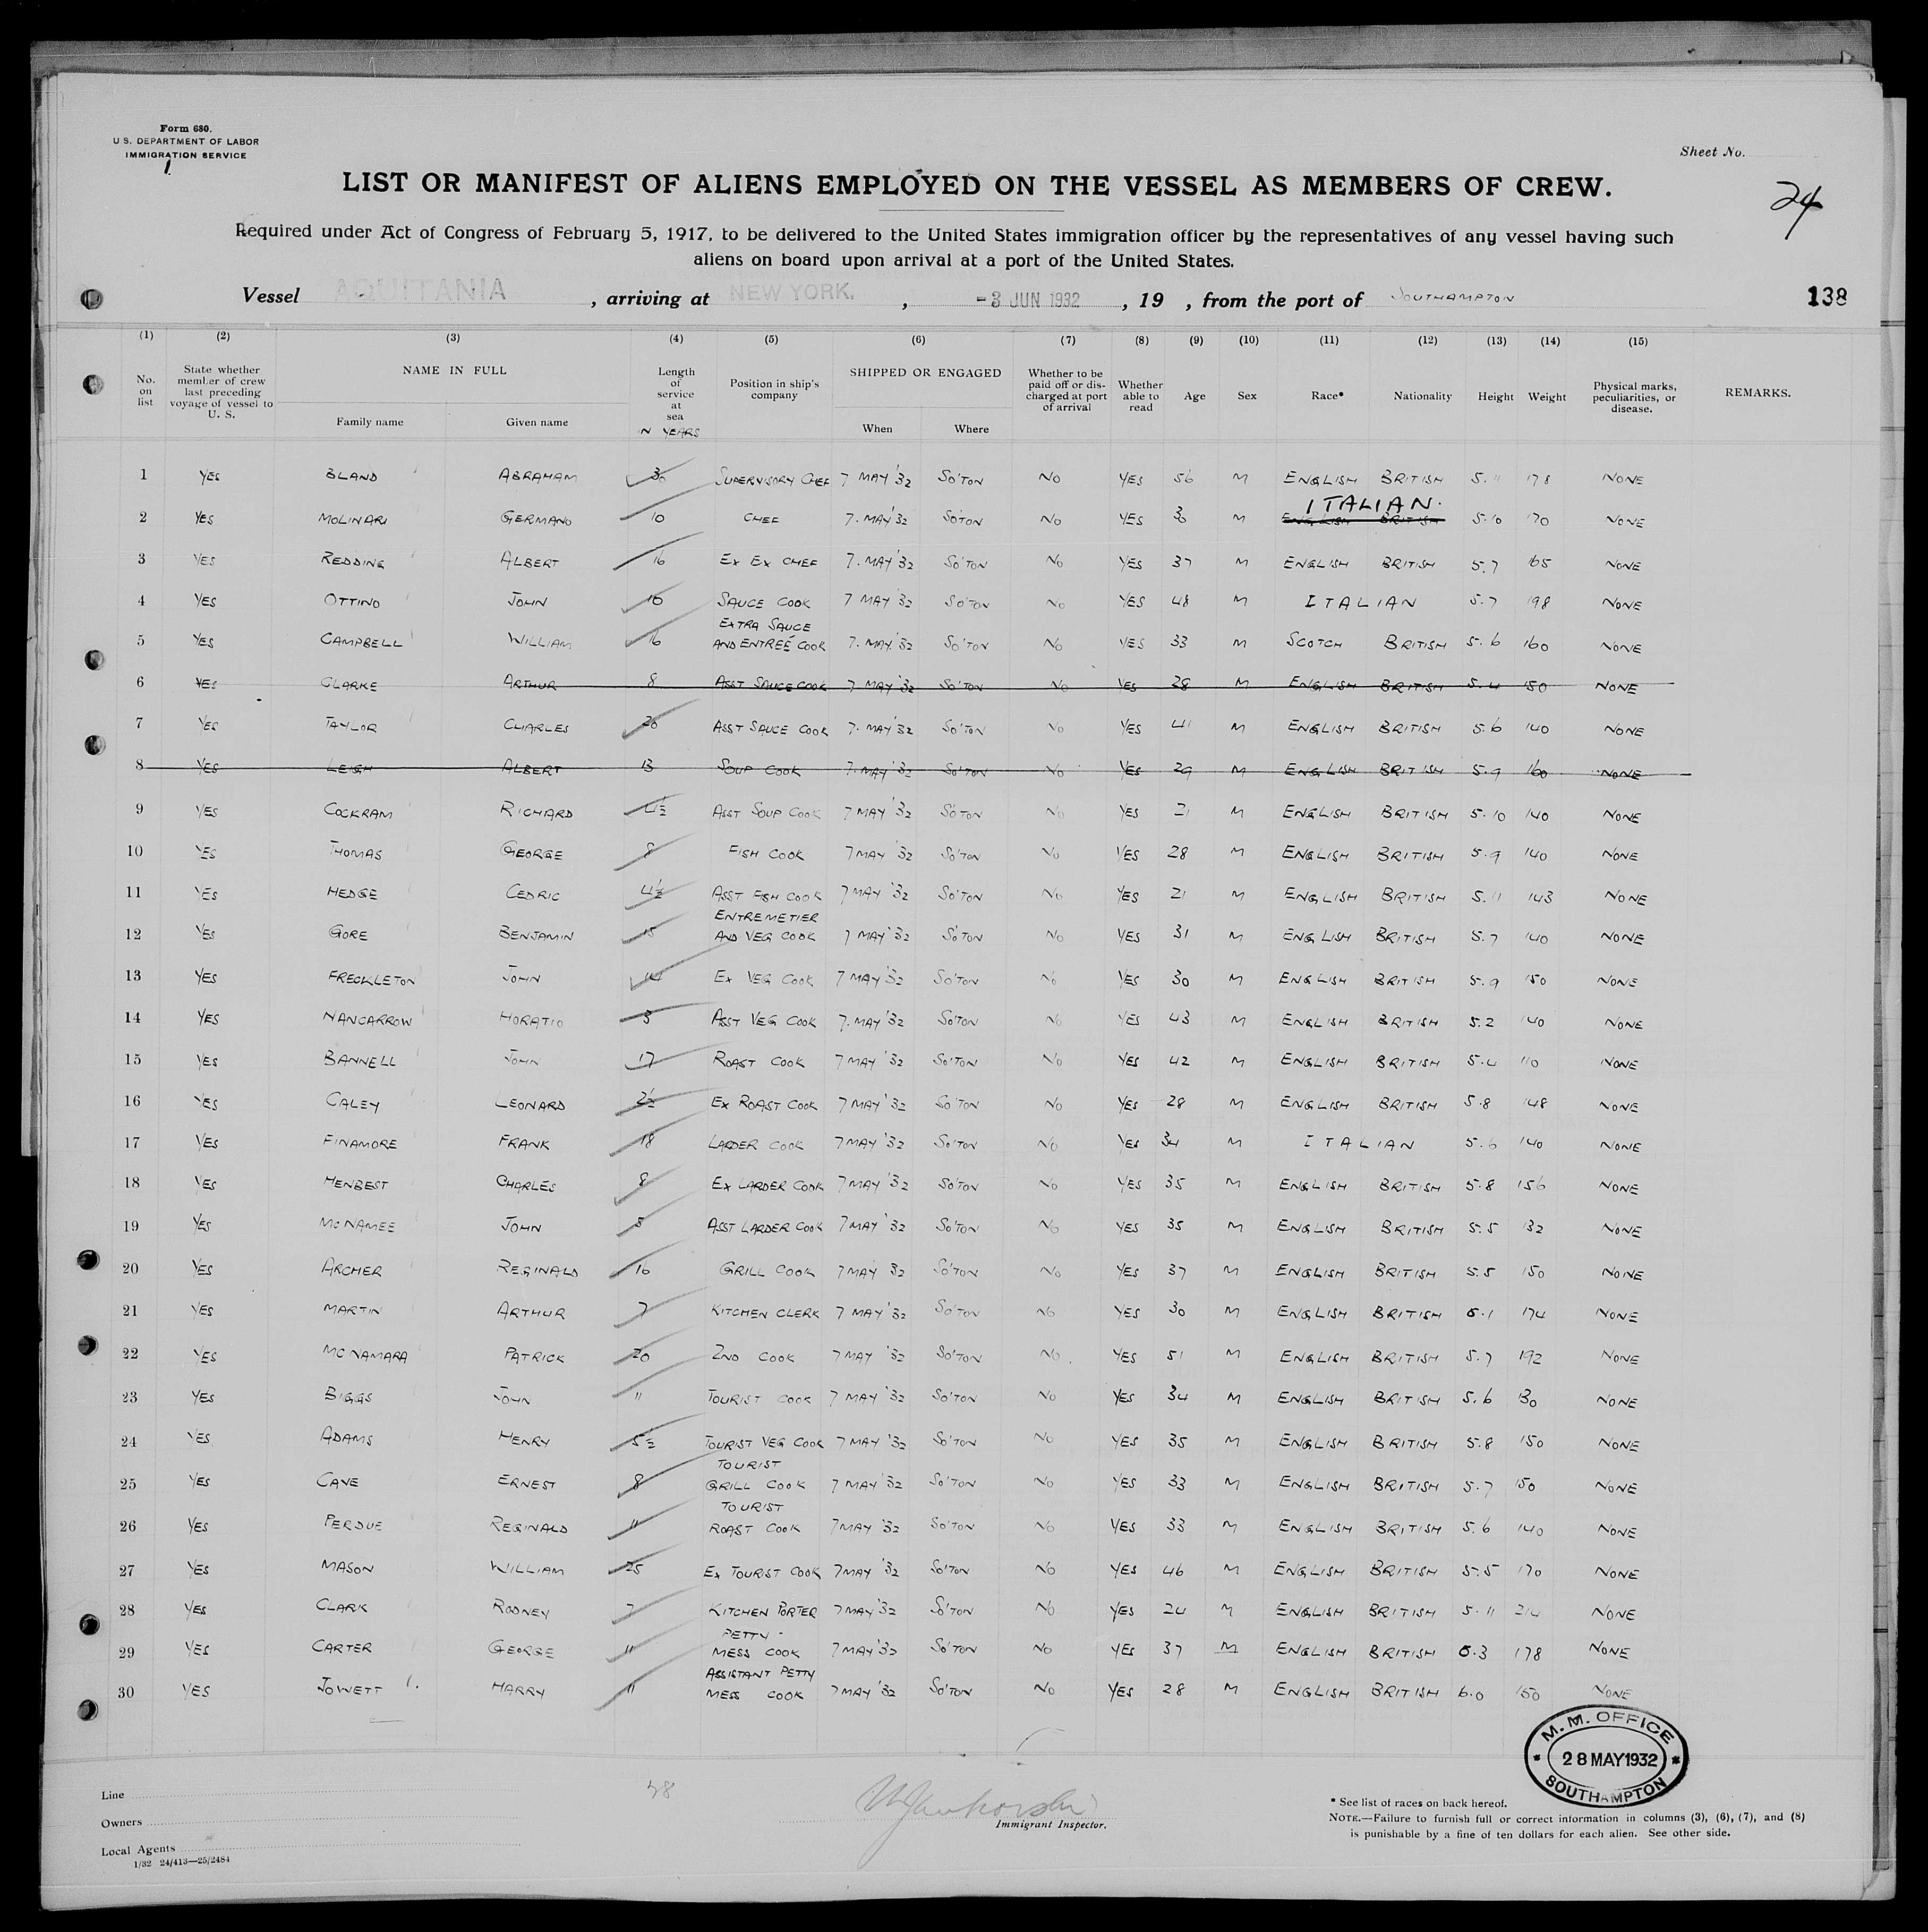 Form 680.
U. S. DEPARTMENT OF LABOR
IMMIGRATION SERVICE
Sheet No.
LIST OR MANIFEST OF ALIENS EMPLOYED ON THE VESSEL AS MEMBERS OF CREW.
24
Required under Act of Congress of February 5, 1917, to be delivered to the United States immigration officer by the representatives of any vessel having such
aliens on board upon arrival at a port of the United States.
Vessel AQUITANIA , arriving at NEW YORK. , -3 JUN 1932 , 19 , from the port of SOUTHAMPTON 138
(1) (2) (3) (4) (5) (6) (7) (8) (9) (10) (11) (12) (13) (14) (15)
No. on list State whether member of crew last preceding voyage of vessel to U. S. NAME IN FULL Family name Given name Length of service at sea IN YEARS Position in ship's company SHIPPED OR ENGAGED When Where Whether to be paid off or discharged at port of arrival Whether able to read Age Sex Race* Nationality Height Weight Physical marks, peculiarities, or disease. REMARKS.
1 YES BLAND ABRAHAM 30 SUPERVISORY CHEF 7 MAY '32 SO'TON NO YES 56 M ENGLISH BRITISH 5.11 178 NONE
ITALIAN.
2 YES MOLINARI GERMANO 10 CHEF 7. MAY '32 SO'TON NO YES 30 M ENGLISH BRITISH 5.10 170 NONE
3 YES REDDING ALBERT 16 EX EX CHEF 7. MAY '32 SO'TON NO YES 37 M ENGLISH BRITISH 5.7 165 NONE
4 YES OTTINO JOHN 10 SAUCE COOK 7 MAY '32 SO'TON NO YES 48 M ITALIAN 5.7 198 NONE
EXTRA SAUCE
5 YES CAMPBELL WILLIAM 16 AND ENTREÉ COOK 7. MAY. '32 SO'TON NO YES 33 M SCOTCH BRITISH 5.6 160 NONE
6 YES CLARKE ARTHUR 8 ASST SAUCE COOK 7 MAY '32 SO'TON NO YES 28 M ENGLISH BRITISH 5.4 150 NONE
7 YES TAYLOR CHARLES 26 ASST SAUCE COOK 7. MAY '32 SO'TON NO YES 41 M ENGLISH BRITISH 5.6 140 NONE
8 YES LEIGH ALBERT 13 SOUP COOK 7. MAY '32 SO'TON NO YES 29 M ENGLISH BRITISH 5.9 160 NONE
9 YES COCKRAM RICHARD 4½ ASST SOUP COOK 7 MAY '32 SO'TON NO YES 21 M ENGLISH BRITISH 5.10 140 NONE
10 YES THOMAS GEORGE 8 FISH COOK 7 MAY '32 SO'TON NO YES 28 M ENGLISH BRITISH 5.9 140 NONE
11 YES HEDGE CEDRIC 4½ ASST FISH COOK 7 MAY '32 SO'TON NO YES 21 M ENGLISH BRITISH 5.11 143 NONE
ENTREMETIER
12 YES GORE BENJAMIN 15 AND VEG COOK 7 MAY '32 SO'TON NO YES 31 M ENGLISH BRITISH 5.7 140 NONE
13 YES FRECKLETON JOHN 14 EX VEG COOK 7 MAY '32 SO'TON NO YES 30 M ENGLISH BRITISH 5.9 150 NONE
14 YES NANCARROW HORATIO 3 ASST VEG COOK 7. MAY '32 SO'TON NO YES 43 M ENGLISH BRITISH 5.2 140 NONE
15 YES BANNELL JOHN 17 ROAST COOK 7 MAY '32 SO'TON NO YES 42 M ENGLISH BRITISH 5.4 110 NONE
16 YES CALEY LEONARD 2½ EX ROAST COOK 7 MAY '32 SO'TON NO YES 28 M ENGLISH BRITISH 5.8 148 NONE
17 YES FINAMORE FRANK 18 LARDER COOK 7 MAY '32 SO'TON NO YES 34 M ITALIAN 5.6 140 NONE
18 YES HENBEST CHARLES 8 EX LARDER COOK 7 MAY '32 SO'TON NO YES 35 M ENGLISH BRITISH 5.8 156 NONE
19 YES MCNAMEE JOHN 5 ASST LARDER COOK 7 MAY '32 SO'TON NO YES 35 M ENGLISH BRITISH 5.5 132 NONE
20 YES ARCHER REGINALD 16 GRILL COOK 7 MAY 32 SO'TON NO YES 37 M ENGLISH BRITISH 5.5 150 NONE
21 YES MARTIN ARTHUR 7 KITCHEN CLERK 7 MAY '32 SO'TON NO YES 30 M ENGLISH BRITISH 6.1 174 NONE
22 YES MCNAMARA PATRICK 20 2ND COOK 7 MAY '32 SO'TON NO YES 51 M ENGLISH BRITISH 5.7 192 NONE
23 YES BIGGS JOHN 11 TOURIST COOK 7 MAY '32 SO'TON NO YES 34 M ENGLISH BRITISH 5.6 130 NONE
24 YES ADAMS HENRY 5½ TOURIST VEG COOK 7 MAY '32 SO'TON NO YES 35 M ENGLISH BRITISH 5.8 150 NONE
TOURIST
25 YES CAVE ERNEST 8 GRILL COOK 7 MAY '32 SO'TON NO YES 33 M ENGLISH BRITISH 5.7 150 NONE
TOURIST
26 YES PERDUE REGINALD 11 ROAST COOK 7 MAY '32 SO'TON NO YES 33 M ENGLISH BRITISH 5.6 140 NONE
27 YES MASON WILLIAM 25 EX TOURIST COOK 7 MAY '32 SO'TON NO YES 46 M ENGLISH BRITISH 5.5 170 NONE
28 YES CLARK RODNEY 7 KITCHEN PORTER 7 MAY '32 SO'TON NO YES 24 M ENGLISH BRITISH 5.11 214 NONE
PETTY -
29 YES CARTER GEORGE 11 MESS COOK 7 MAY '32 SO'TON NO YES 37 M ENGLISH BRITISH 6.3 178 NONE
ASSISTANT PETTY
30 YES JOWETT HARRY 11 MESS COOK 7 MAY '32 SO'TON NO YES 28 M ENGLISH BRITISH 6.0 150 NONE
M. M. OFFICE
28 MAY 1932
SOUTHAMPTON
Line
Owners
Local Agents
1/32 24/413—25/2484
Immigrant Inspector.
* See list of races on back hereof.
NOTE.—Failure to furnish full or correct information in columns (3), (6), (7), and (8)
is punishable by a fine of ten dollars for each alien. See other side.